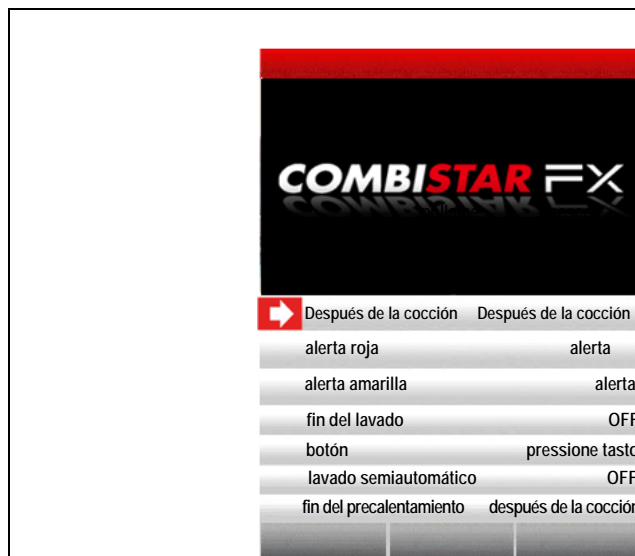 COMBISTAR FX
Después de la cocción Después de la cocción
alerta roja alerta
alerta amarilla alerta
fin del lavado OFF
botón pressione tasto
lavado semiautomático OFF
fin del precalentamiento después de la cocción